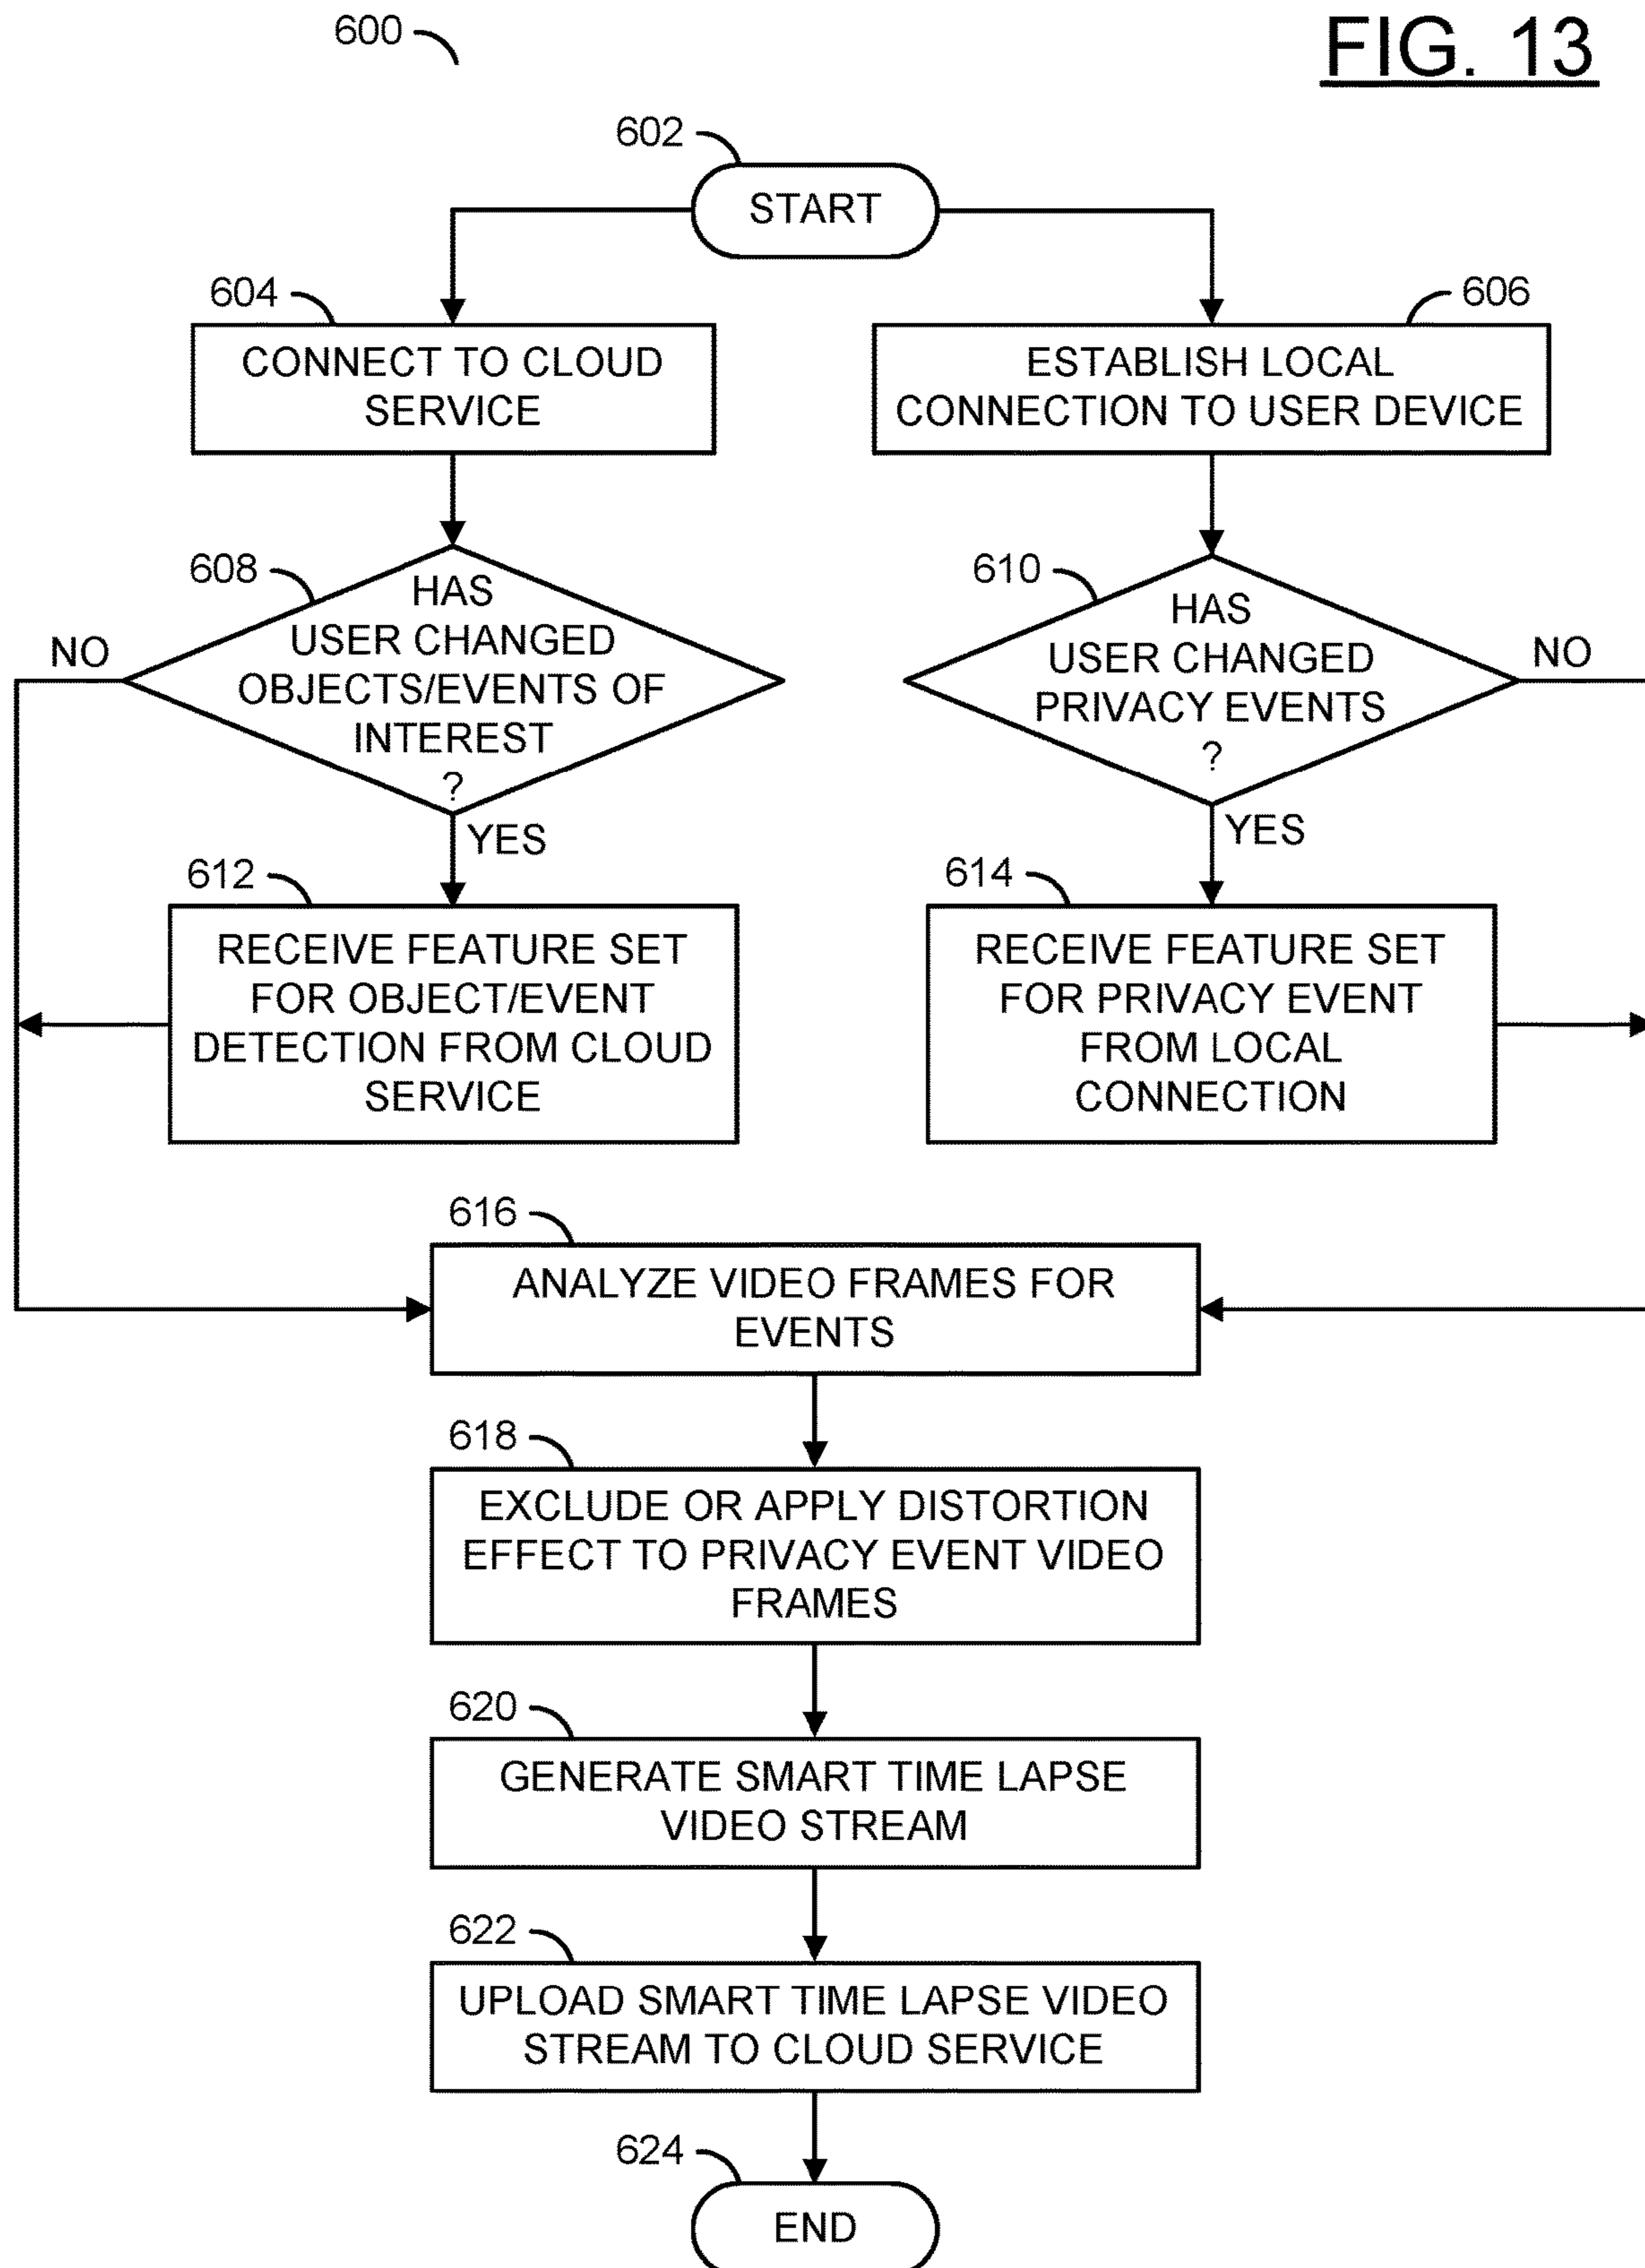 600
FIG. 13
602
START
604
606
CONNECT TO CLOUD
SERVICE
ESTABLISH LOCAL
CONNECTION TO USER DEVICE
608
HAS
USER CHANGED
OBJECTS/EVENTS OF
INTEREST
?
NO
YES
610
HAS
USER CHANGED
PRIVACY EVENTS
?
NO
YES
612
RECEIVE FEATURE SET
FOR OBJECT/EVENT
DETECTION FROM CLOUD
SERVICE
614
RECEIVE FEATURE SET
FOR PRIVACY EVENT
FROM LOCAL
CONNECTION
616
ANALYZE VIDEO FRAMES FOR
EVENTS
618
EXCLUDE OR APPLY DISTORTION
EFFECT TO PRIVACY EVENT VIDEO
FRAMES
620
GENERATE SMART TIME LAPSE
VIDEO STREAM
622
UPLOAD SMART TIME LAPSE VIDEO
STREAM TO CLOUD SERVICE
624
END